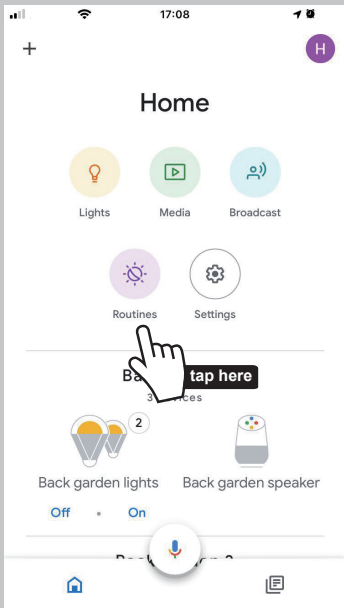 17:08
H
Home
Lights Media Broadcast
Routines Settings
tap here
2
Back garden lights Back garden speaker
Off • On